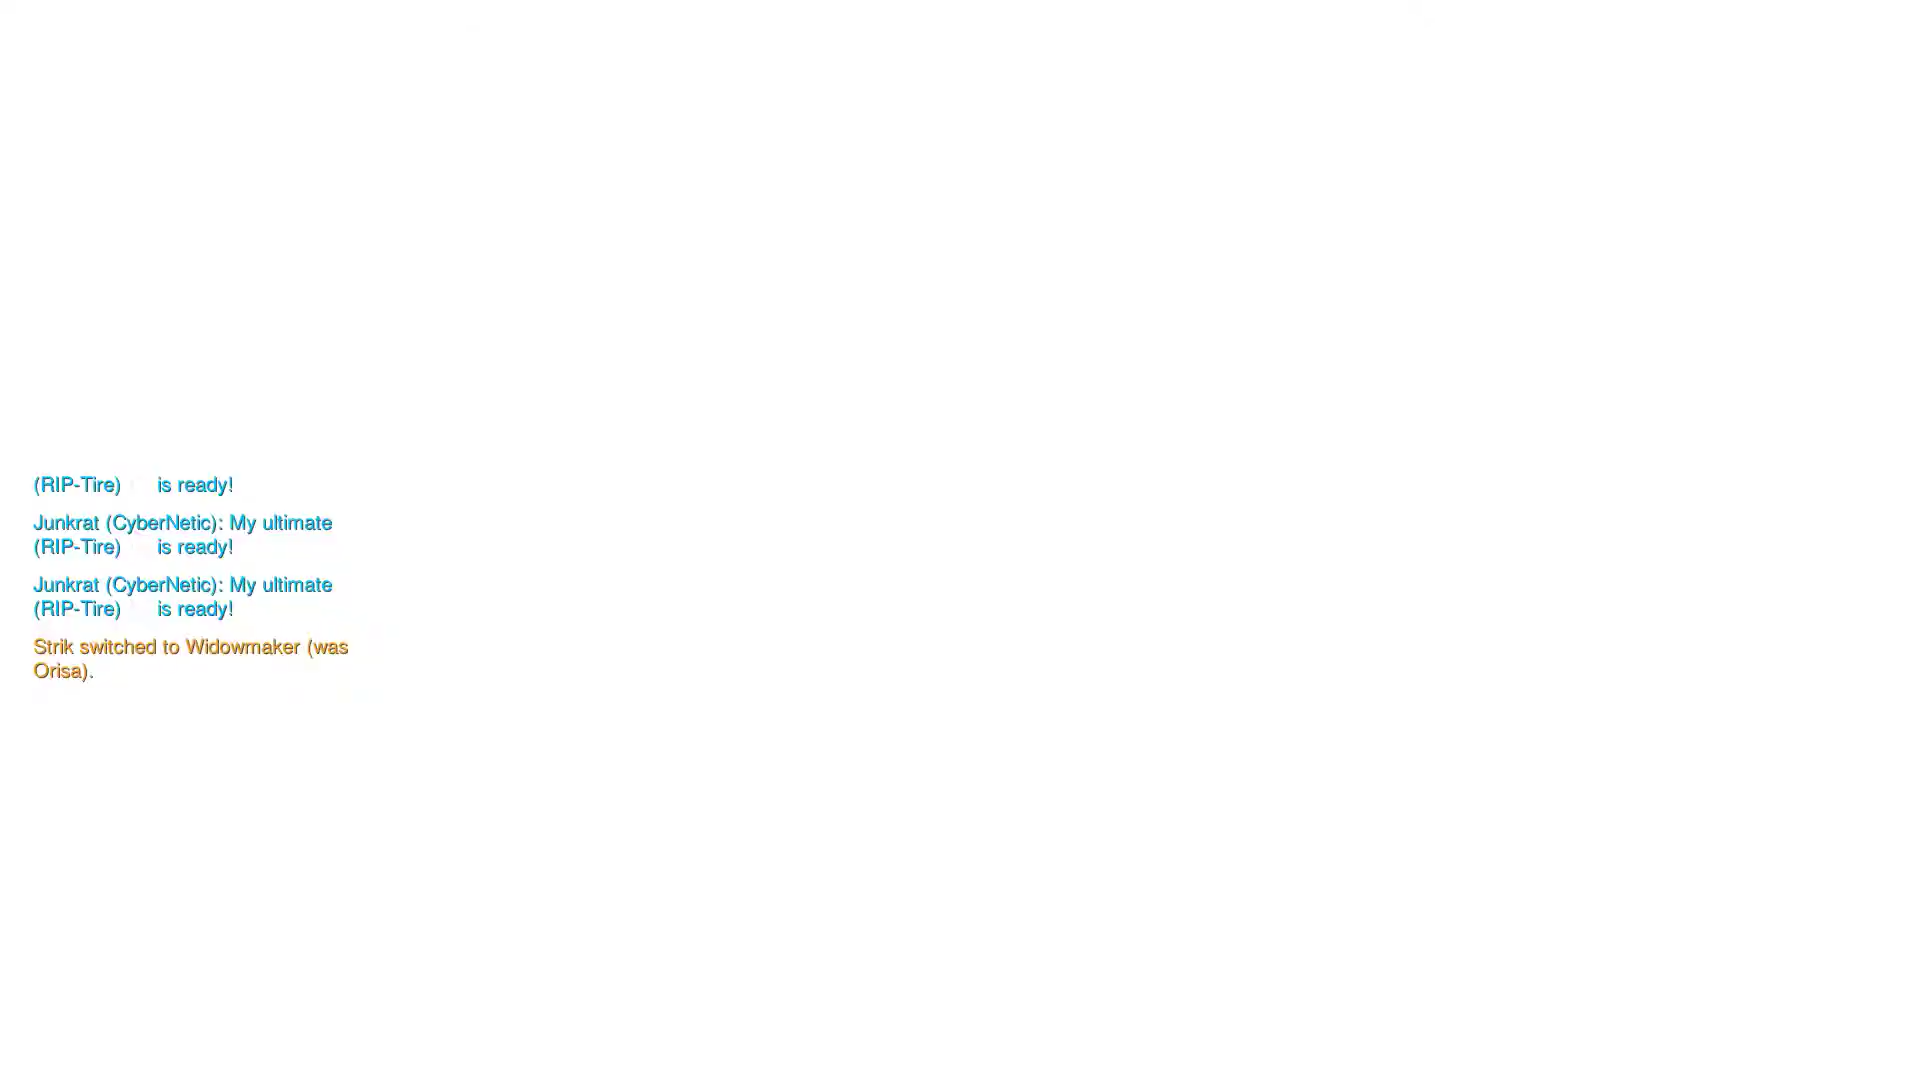 (RIP-Tire) is ready!
Junkrat (CyberNetic): My ultimate
(RIP-Tire) is ready!
Junkrat (CyberNetic): My ultimate
(RIP-Tire) is ready!
Strik switched to Widowmaker (was
Orisa).